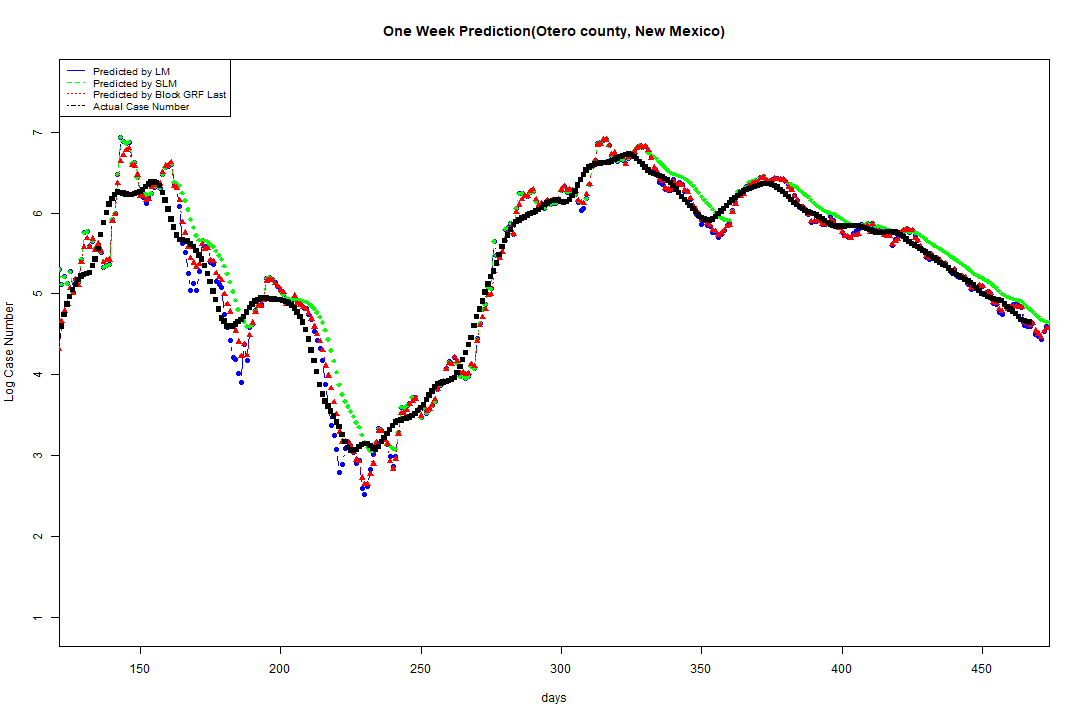 One Week Prediction(Otero county, New Mexico)
Predicted by LM
Predicted by SLM
Predicted by Block GRF Last
Actual Case Number
7
6
5
4
3
2
1
Log Case Number
150 200 250 300 350 400 450
days